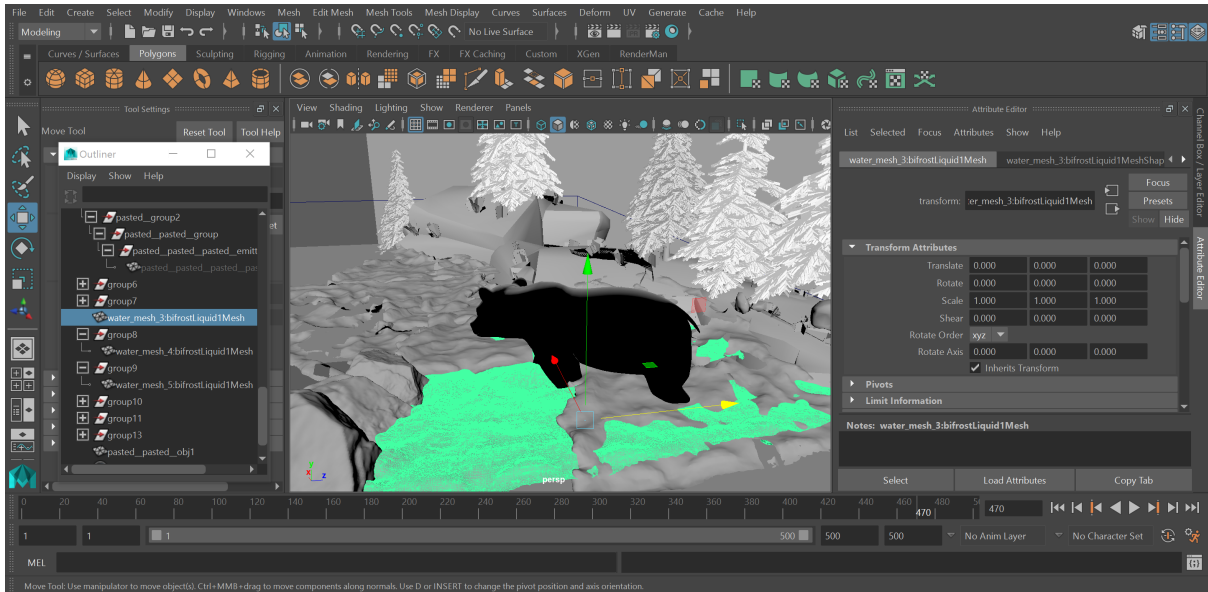 File Edit Create Select Modify Display Windows Mesh Edit Mesh Mesh Tools Mesh Display Curves Surfaces Deform UV Generate Cache Help
Modeling No Live Surface
Curves / Surfaces Polygons Sculpting Rigging Animation Rendering FX FX Caching Custom XGen RenderMan
Tool Settings
Move Tool Reset Tool Tool Help
Outliner
Display Show Help
pasted__group2
pasted__pasted__group
pasted__pasted__pasted__emitt
pasted__pasted__pasted__par
group6
group7
water_mesh_3:bifrostLiquid1Mesh
group8
water_mesh_4:bifrostLiquid1Mesh
group9
water_mesh_5:bifrostLiquid1Mesh
group10
group11
group13
pasted__pasted__obj1
View Shading Lighting Show Renderer Panels
y
x z
persp
Attribute Editor
List Selected Focus Attributes Show Help
water_mesh_3:bifrostLiquid1Mesh water_mesh_3:bifrostLiquid1MeshShap
transform: :er_mesh_3:bifrostLiquid1Mesh
Focus
Presets
Show Hide
Transform Attributes
Translate 0.000 0.000 0.000
Rotate 0.000 0.000 0.000
Scale 1.000 1.000 1.000
Shear 0.000 0.000 0.000
Rotate Order xyz
Rotate Axis 0.000 0.000 0.000
Inherits Transform
Pivots
Limit Information
Notes: water_mesh_3:bifrostLiquid1Mesh
Select Load Attributes Copy Tab
Channel Box / Layer Editor
Attribute Editor
0 20 40 60 80 100 120 140 160 180 200 220 240 260 280 300 320 340 360 380 400 420 440 460 480 5
470
470
1 1 1 500 500 500 No Anim Layer No Character Set
MEL
Move Tool: Use manipulator to move object(s). Ctrl+MMB+drag to move components along normals. Use D or INSERT to change the pivot position and axis orientation.